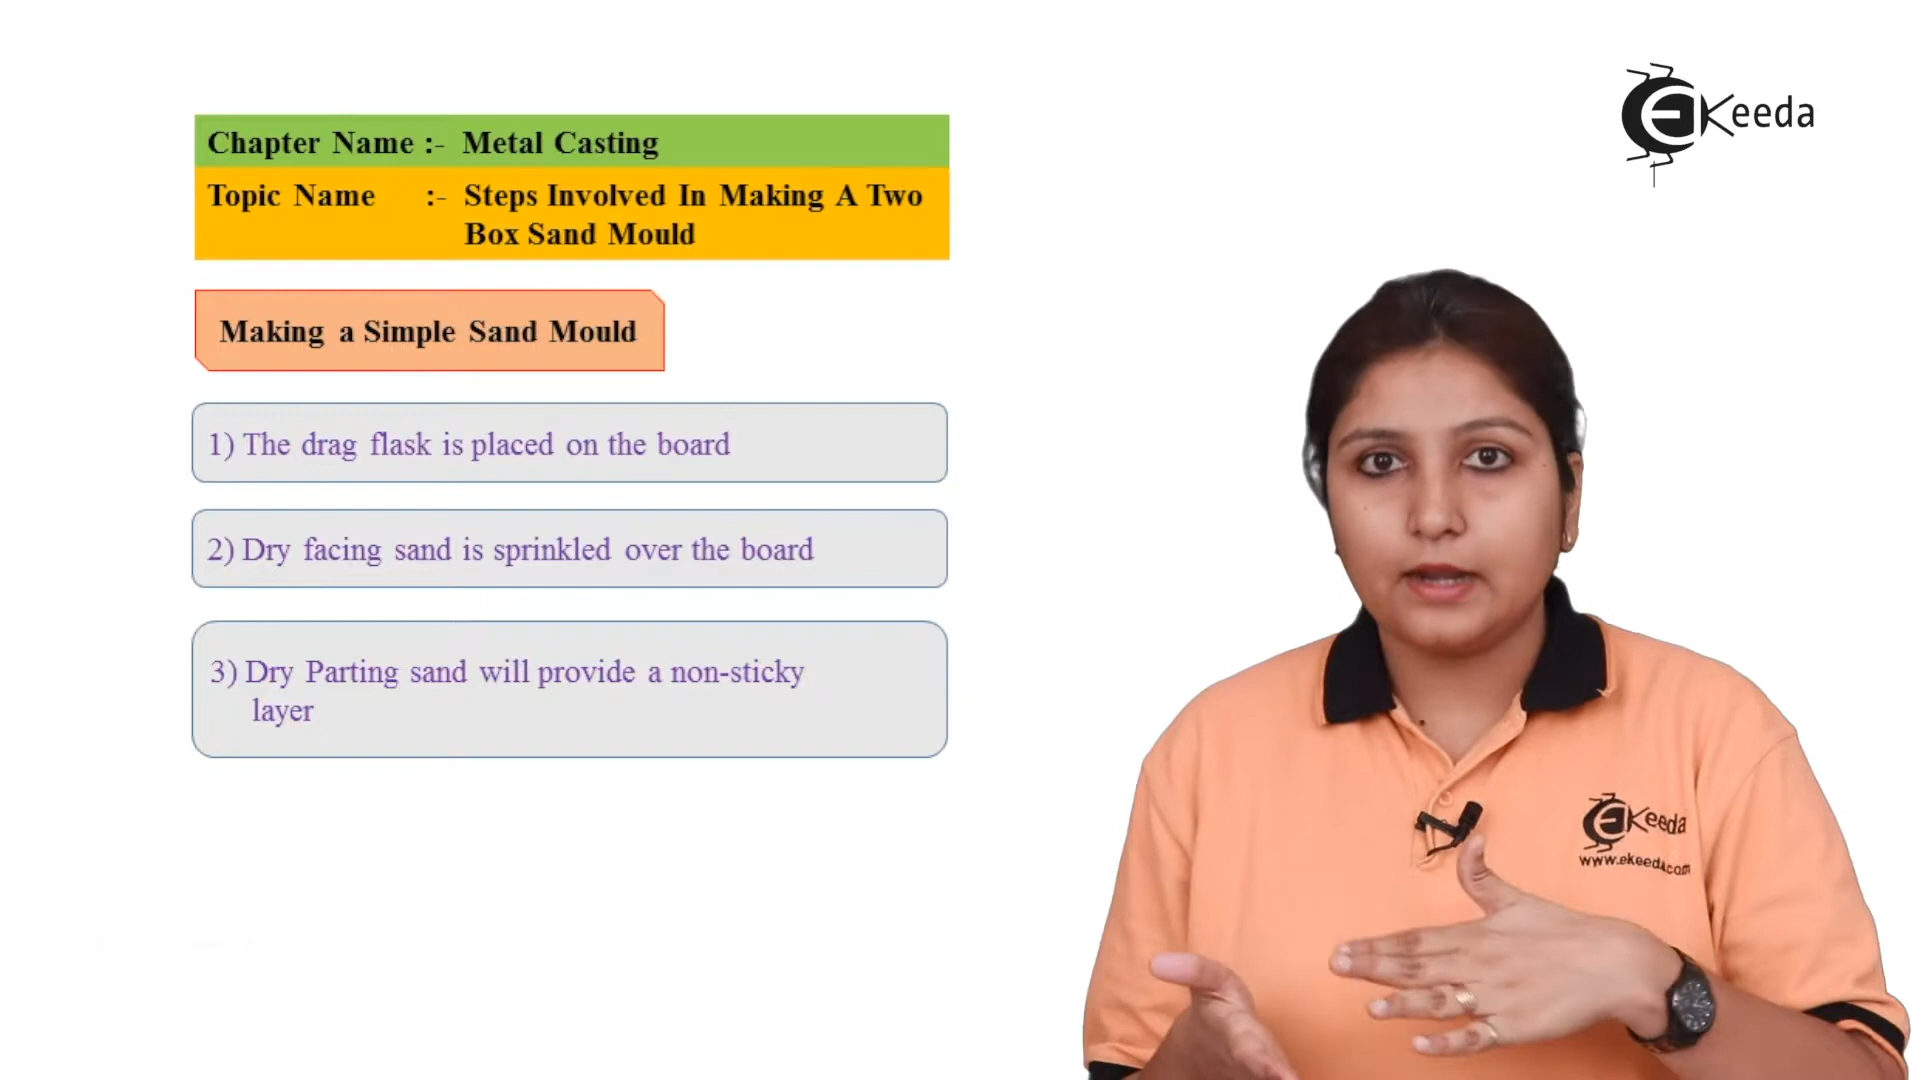 Keeda
Chapter Name :- Metal Casting
Topic Name :- Steps Involved In Making A Two
Box Sand Mould
Making a Simple Sand Mould
1) The drag flask is placed on the board
2) Dry facing sand is sprinkled over the board
3) Dry Parting sand will provide a non-sticky
layer
Keeda
www.ekeeda.com